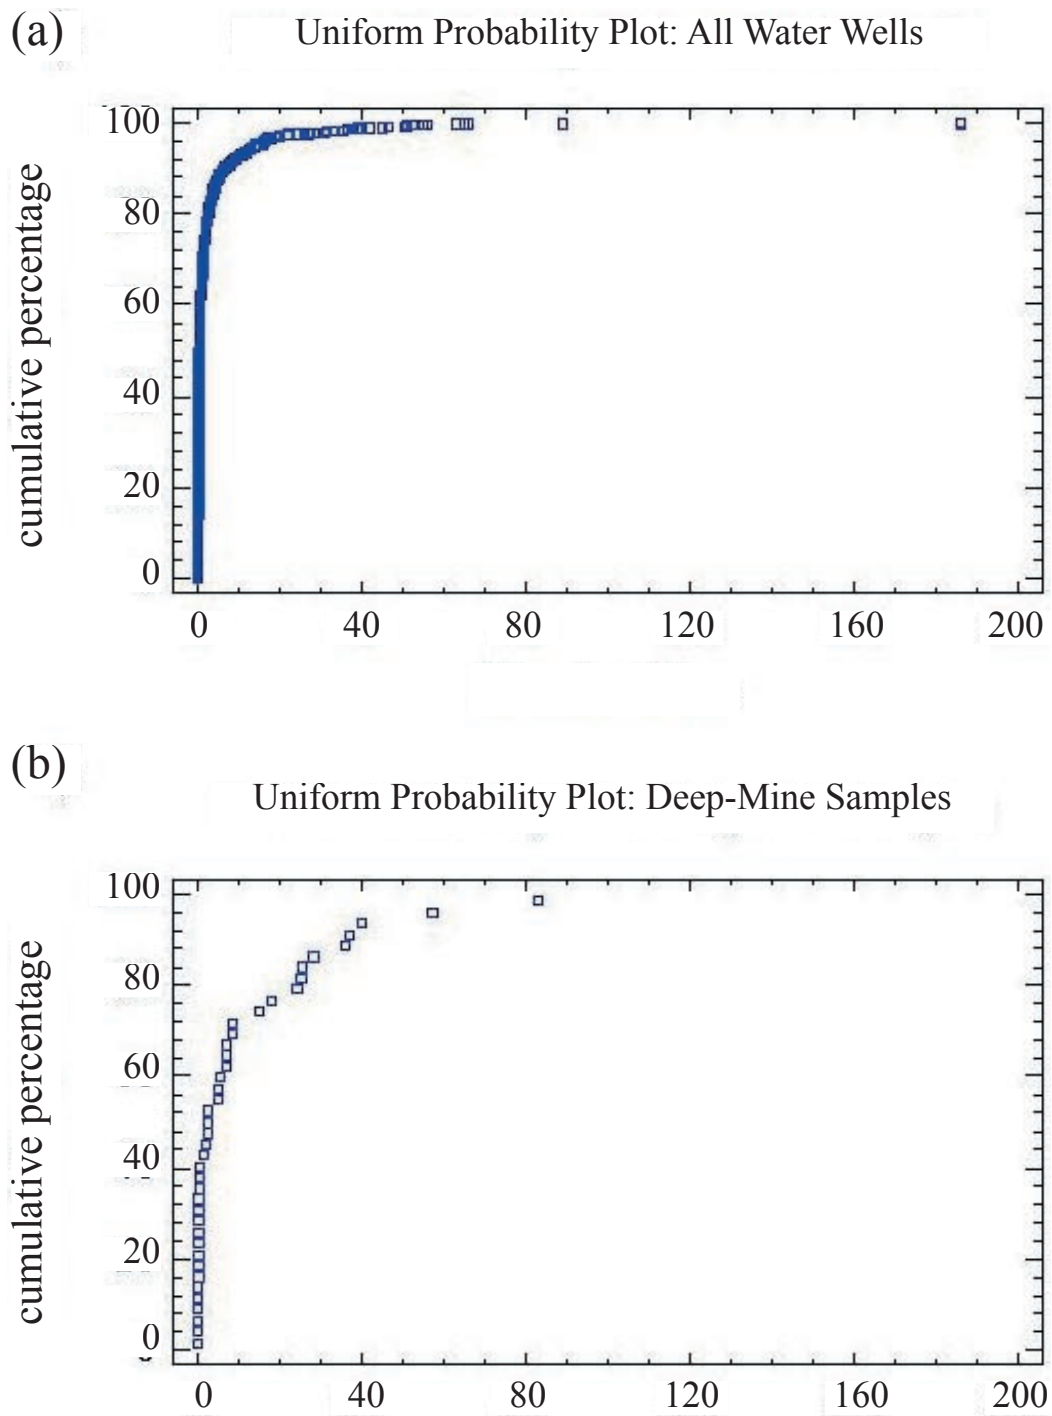 (a)
Uniform Probability Plot: All Water Wells
100
80
60
40
20
0
cumulative percentage
0 40 80 120 160 200
(b)
Uniform Probability Plot: Deep-Mine Samples
100
80
60
40
20
0
cumulative percentage
0 40 80 120 160 200